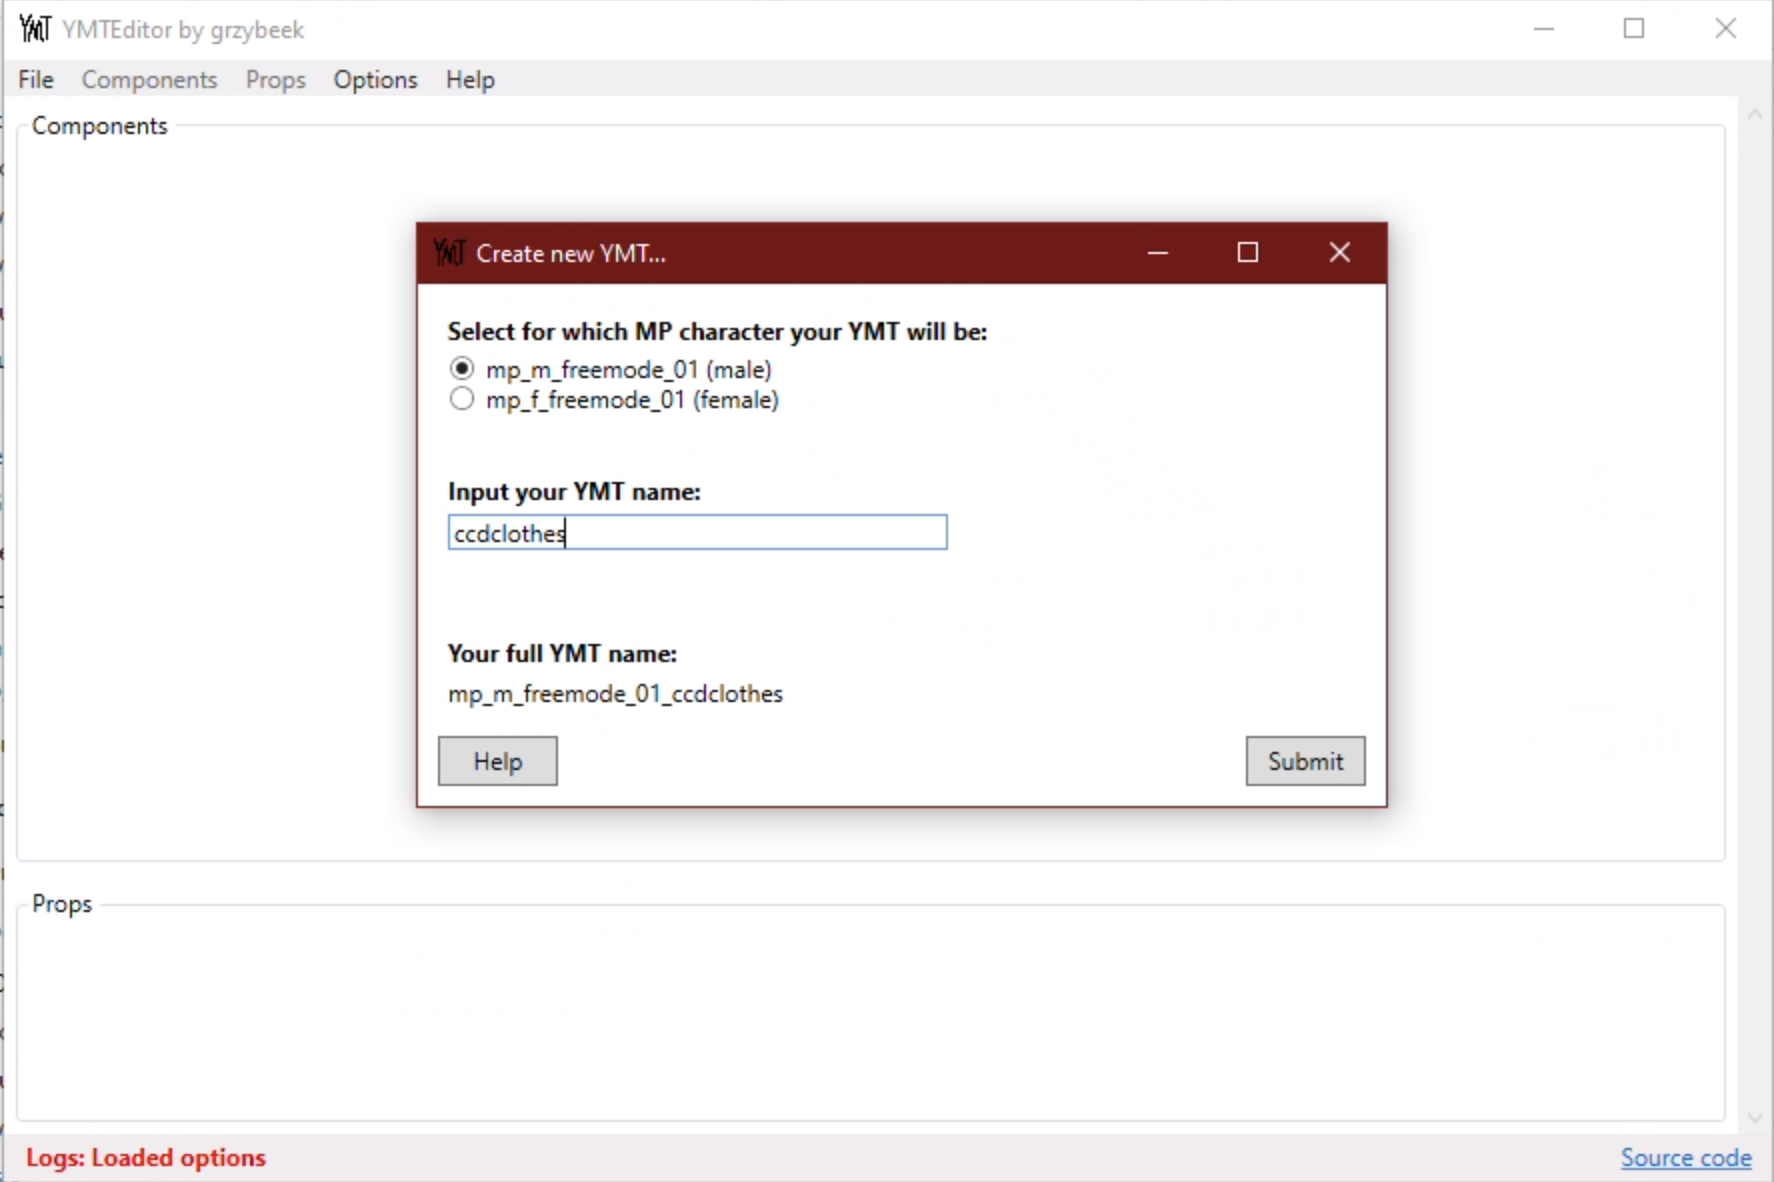 YMT YMTEditor by grzybeek
File Components Props Options Help
Components
YMT Create new YMT...
Select for which MP character your YMT will be:
mp_m_freemode_01 (male)
mp_f_freemode_01 (female)
Input your YMT name:
ccdclothes
Your full YMT name:
mp_m_freemode_01_ccdclothes
Help Submit
Props
Logs: Loaded options Source code